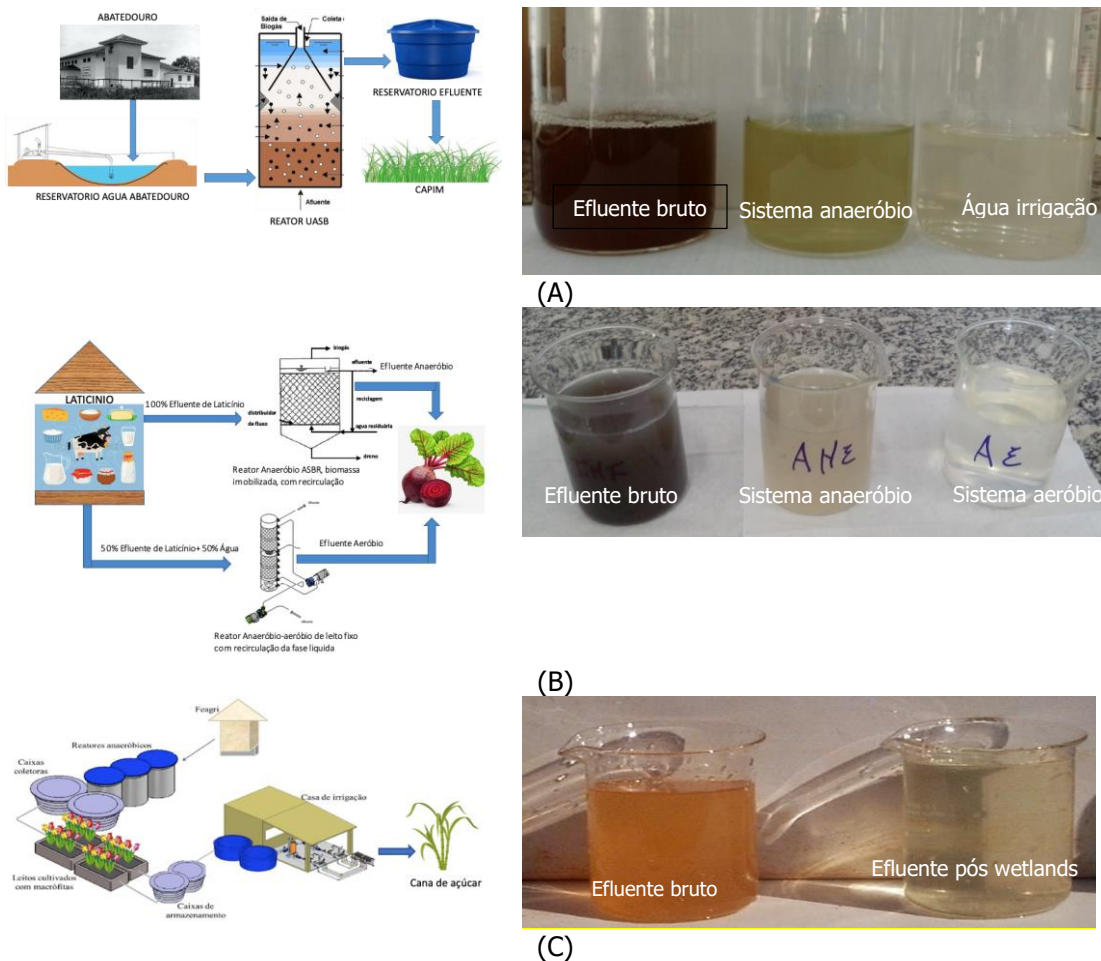 ABATEDOURO
RESERVATORIO AGUA ABATEDOURO
Saída de
Biogás
Coleta
Afluente
REATOR UASB
RESERVATORIO EFLUENTE
CAPIM
Efluente bruto
Sistema anaeróbio
Água irrigação
(A)
LATICINIO
100% Efluente de Laticínio
50% Efluente de Laticínio+ 50% Água
biogás
efluente
Efluente Anaeróbio
reciclagem
distribuidor
de fluxo
agua residuária
dreno
Reator Anaeróbio ASBR, biomassa
imobilizada, com recirculação
Efluente Aeróbio
Reator Anaeróbio-aeróbio de leito fixo
com recirculação da fase liquida
ANE
AE
Efluente bruto
Sistema anaeróbio
Sistema aeróbio
(B)
Feagri
Reatores anaeróbicos
Caixas
coletoras
Casa de irrigação
Leitos cultivados
com macrófitas
Caixas de
armazenamento
Cana de açúcar
Efluente bruto
Efluente pós wetlands
(C)